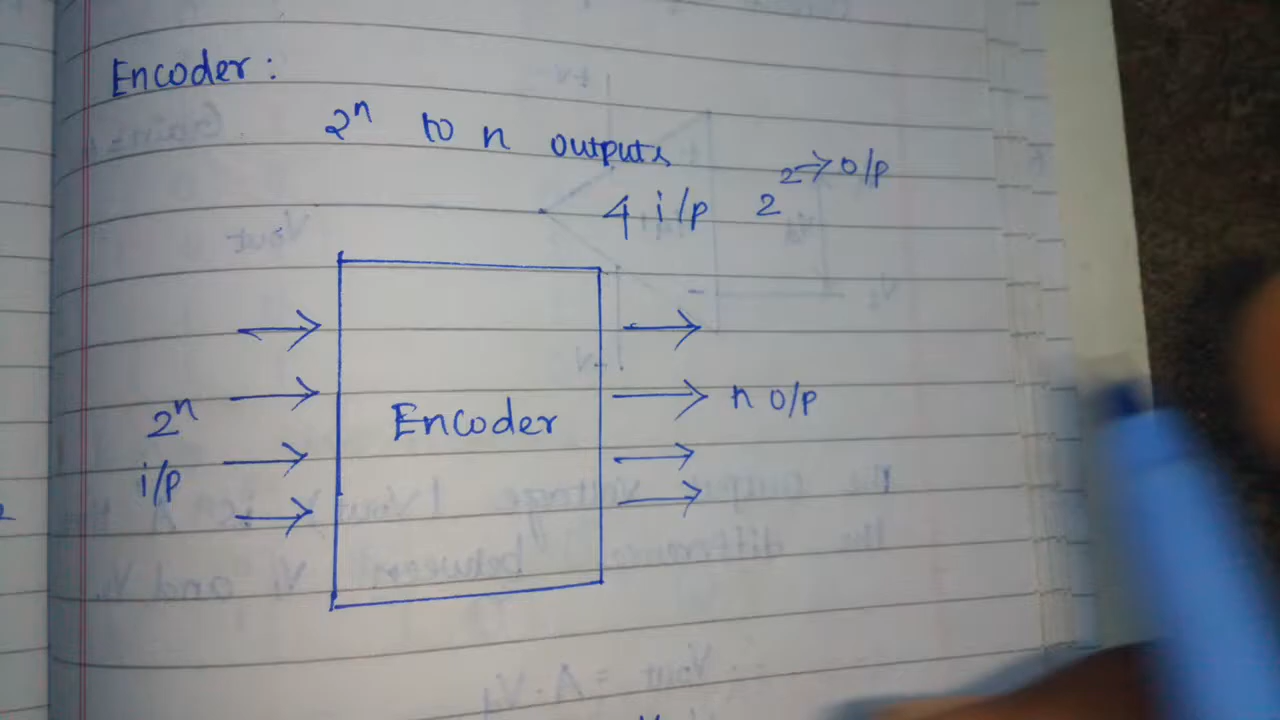 Encoder:
2ⁿ to n outputs
4 i/p 2² → o/p
2ⁿ
i/p
Encoder
n o/p